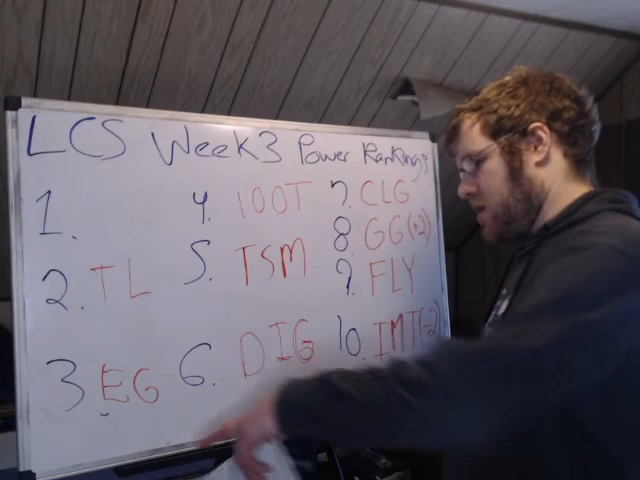 LCS Week 3 Power Rankings
1.
2. TL
3. EG
4. 100T
5. TSM
6. DIG
7. CLG
8. GG (+2)
9. FLY
10. IMT (-2)